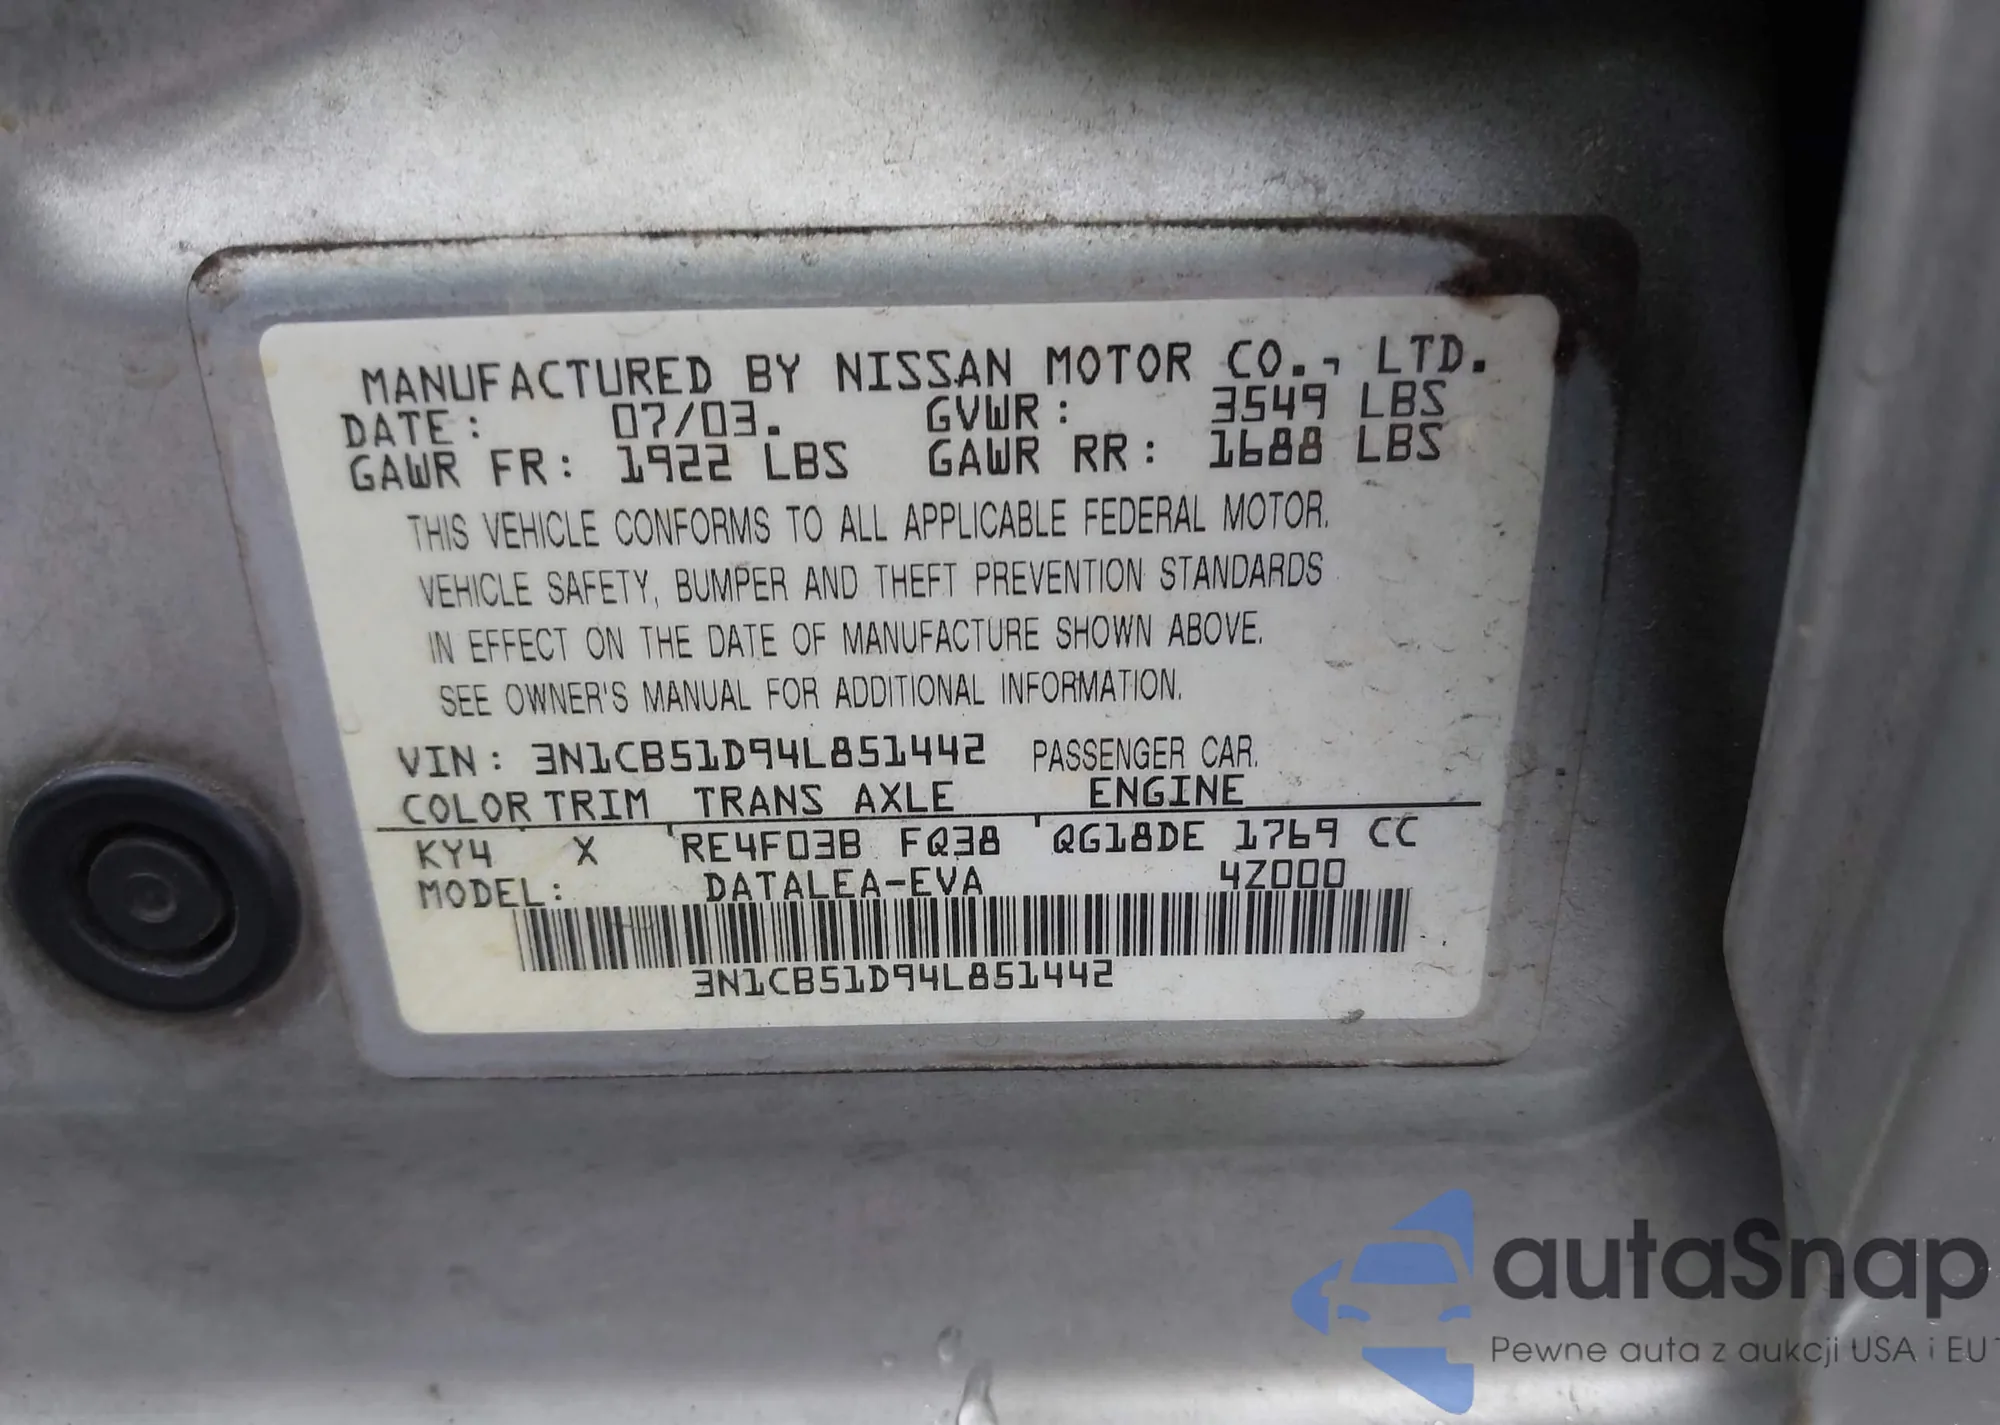 MANUFACTURED BY NISSAN MOTOR CO., LTD.
DATE: 07/03. GVWR: 3549 LBS
GAWR FR: 1922 LBS GAWR RR: 1688 LBS
THIS VEHICLE CONFORMS TO ALL APPLICABLE FEDERAL MOTOR.
VEHICLE SAFETY, BUMPER AND THEFT PREVENTION STANDARDS
IN EFFECT ON THE DATE OF MANUFACTURE SHOWN ABOVE.
SEE OWNER'S MANUAL FOR ADDITIONAL INFORMATION.
VIN: 3N1CB51D94L851442 PASSENGER CAR.
COLOR TRIM TRANS AXLE ENGINE
KY4 X RE4F03B FQ38 QG18DE 1769 CC
MODEL: DATALEA-EVA 4Z000
3N1CB51D94L851442
autaSnap
Pewne auta z aukcji USA i EU